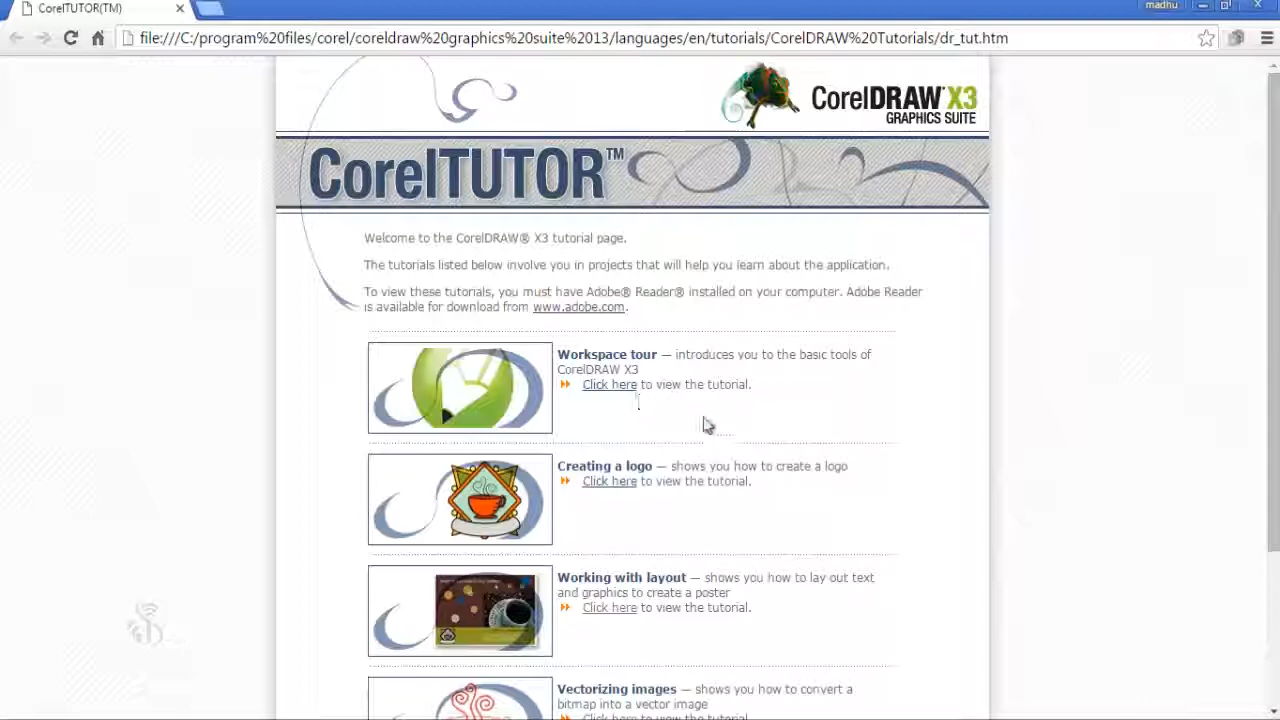 CorelTUTOR(TM)
madhu
file:///C:/program%20files/corel/coreldraw%20graphics%20suite%2013/languages/en/tutorials/CorelDRAW%20Tutorials/dr_tut.htm
CorelDRAW X3
GRAPHICS SUITE
CorelTUTOR™
Welcome to the CorelDRAW® X3 tutorial page.
The tutorials listed below involve you in projects that will help you learn about the application.
To view these tutorials, you must have Adobe® Reader® installed on your computer. Adobe Reader
is available for download from www.adobe.com.
Workspace tour — introduces you to the basic tools of
CorelDRAW X3
Click here to view the tutorial.
Creating a logo — shows you how to create a logo
Click here to view the tutorial.
Working with layout — shows you how to lay out text
and graphics to create a poster
Click here to view the tutorial.
Vectorizing images — shows you how to convert a
bitmap into a vector image
Click here to view the tutorial.